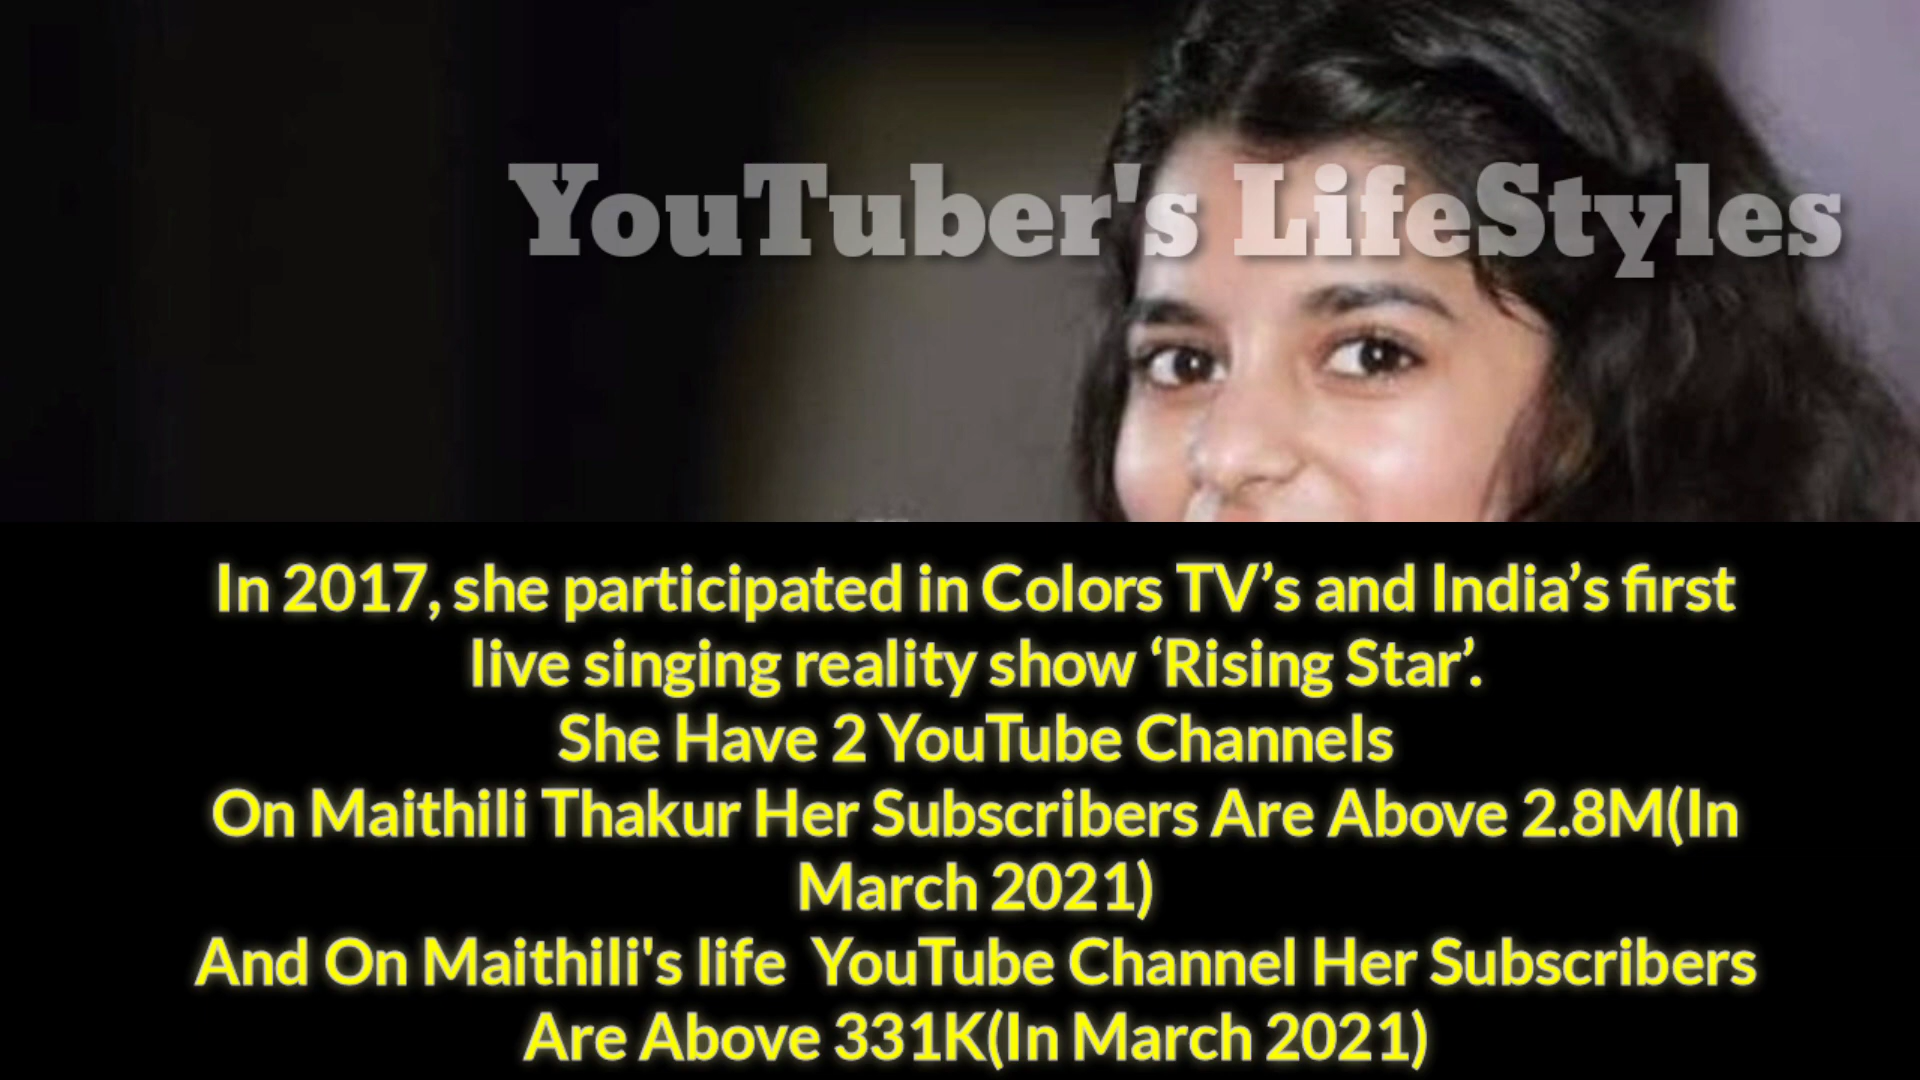 YouTuber's LifeStyles
In 2017, she participated in Colors TV’s and India’s first
live singing reality show ‘Rising Star’.
She Have 2 YouTube Channels
On Maithili Thakur Her Subscribers Are Above 2.8M(In
March 2021)
And On Maithili's life  YouTube Channel Her Subscribers
Are Above 331K(In March 2021)